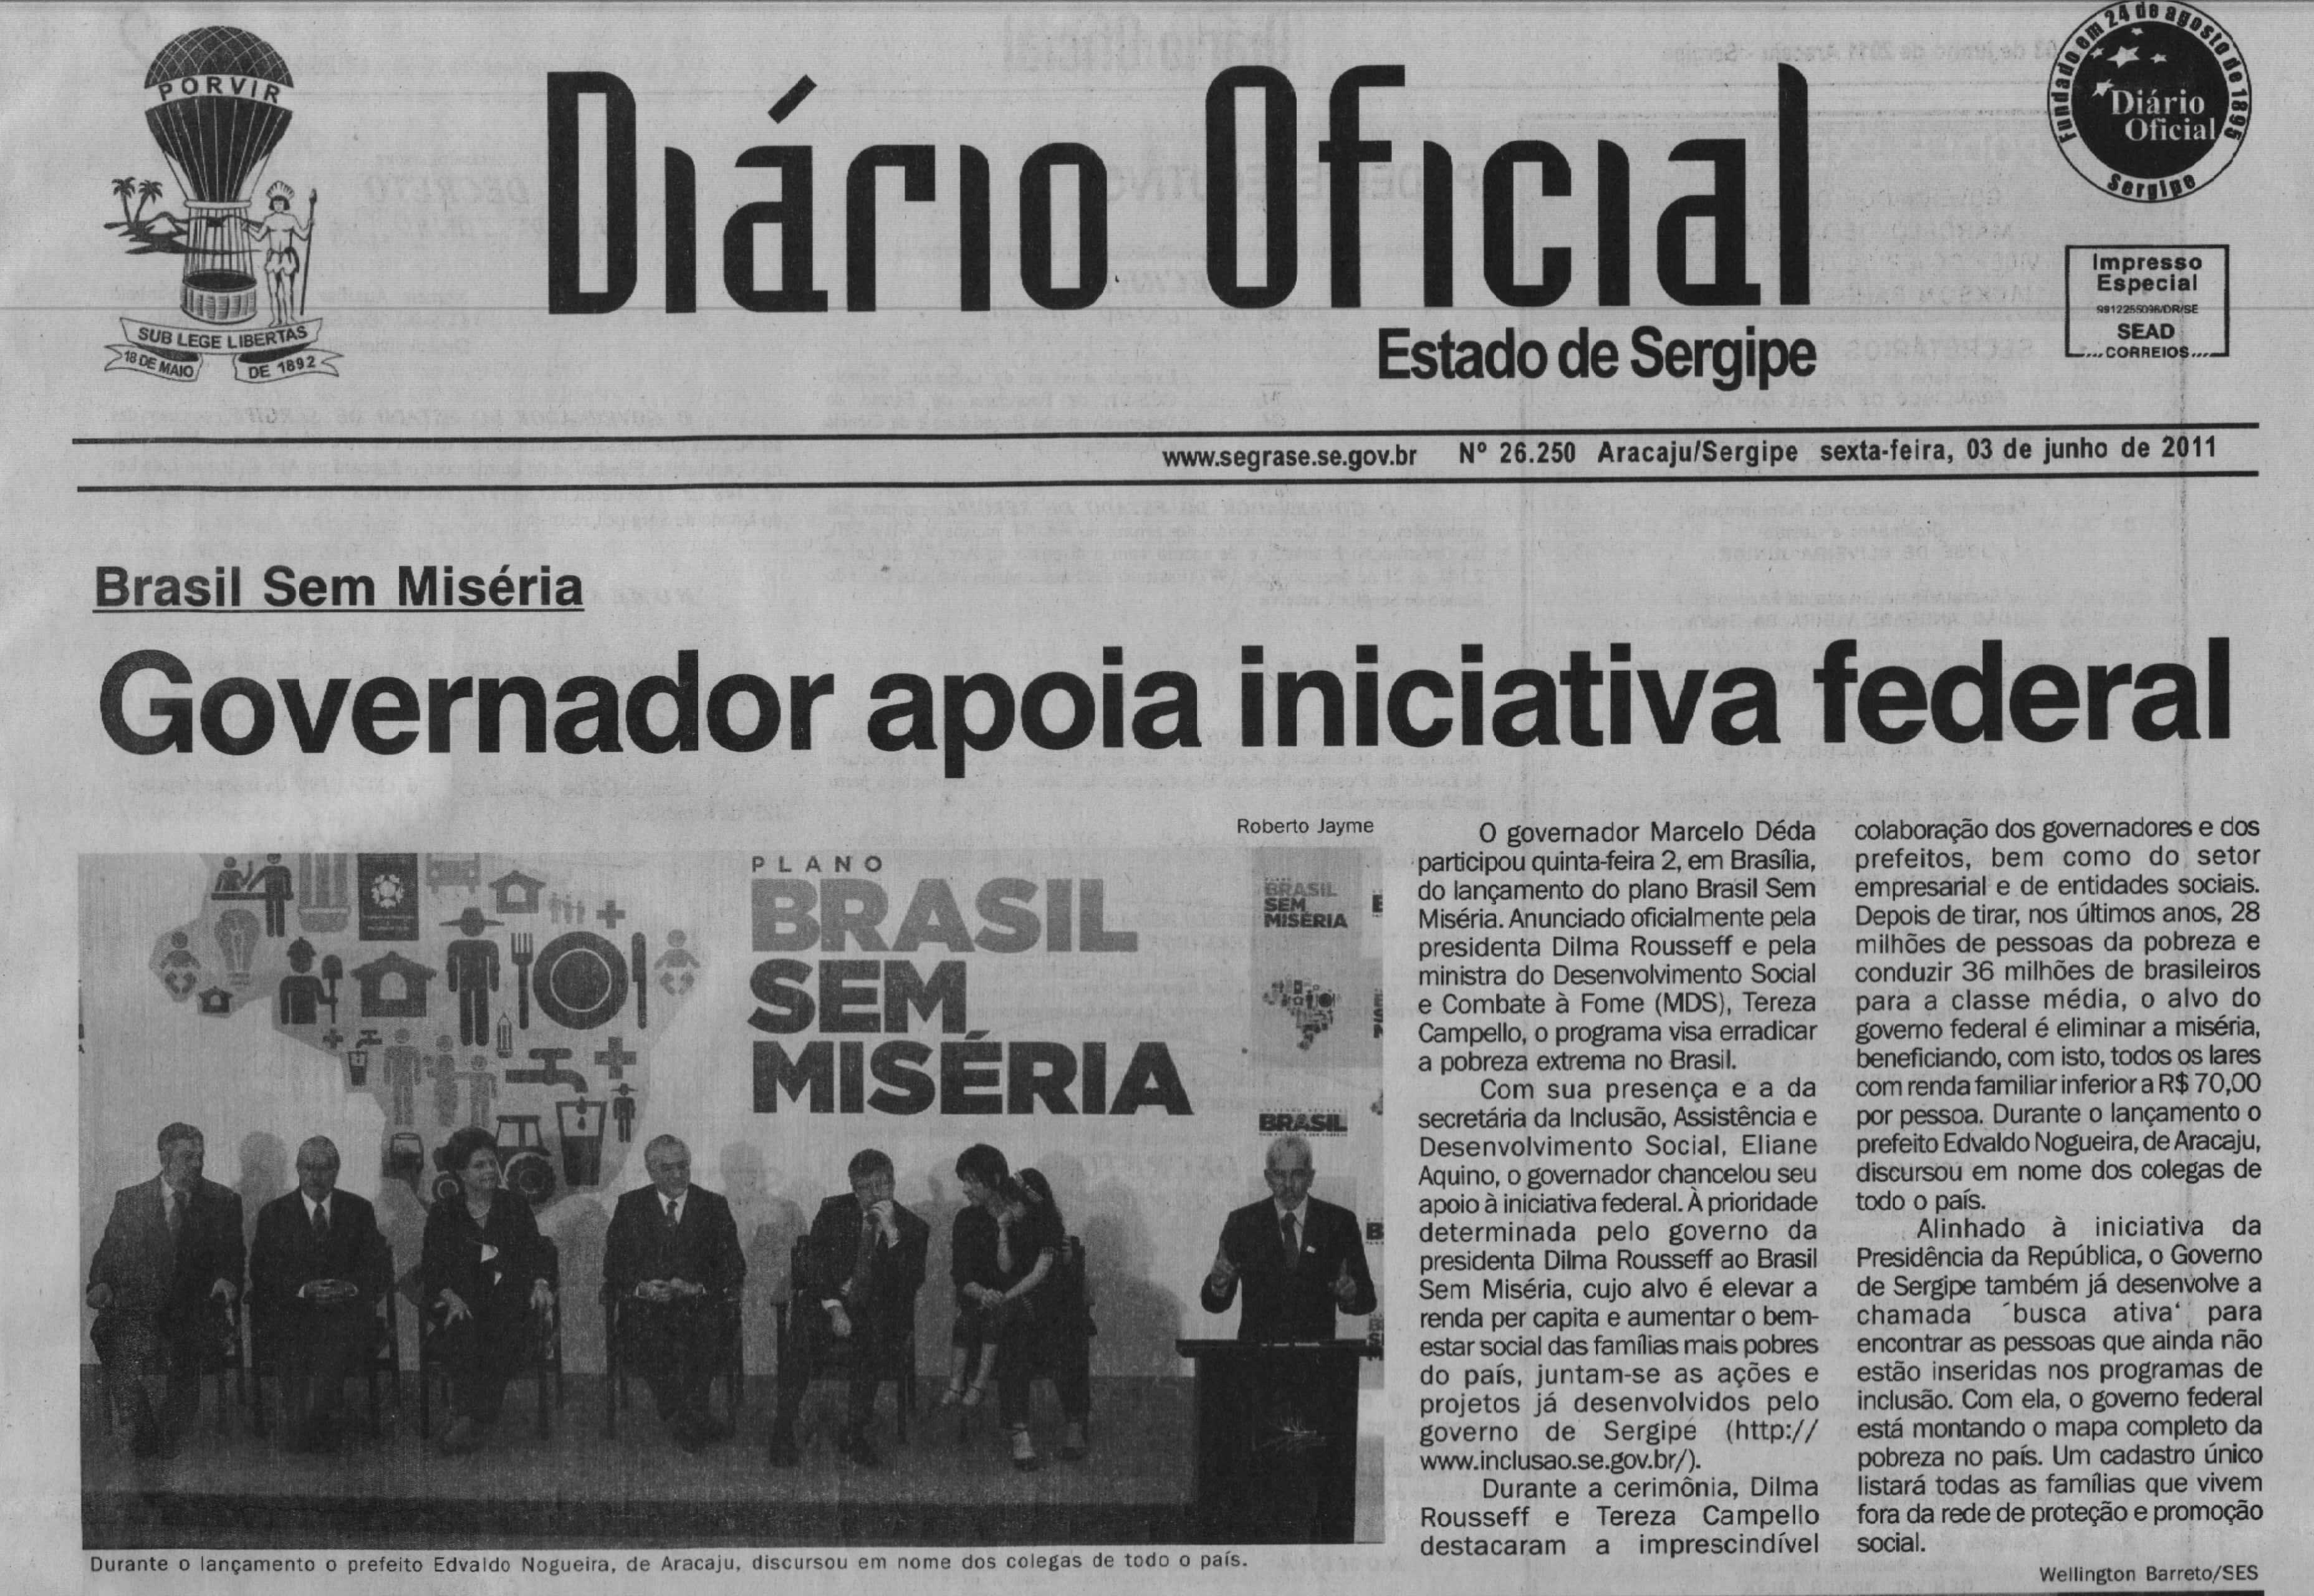 PORVIR
SUB LEGE LIBERTAS
18 DE MAIO DE 1892
Diário Oficial
Estado de Sergipe
Fundado em 24 de agosto de 1895
Diário
Oficial
Sergipe
Impresso
Especial
9912255098/DR/SE
SEAD
...CORREIOS...
www.segrase.se.gov.br Nº 26.250 Aracaju/Sergipe sexta-feira, 03 de junho de 2011
Brasil Sem Miséria
Governador apoia iniciativa federal
Roberto Jayme
PLANO
BRASIL
SEM
MISÉRIA
BRASIL
SEM
MISÉRIA
BRASIL
Durante o lançamento o prefeito Edvaldo Nogueira, de Aracaju, discursou em nome dos colegas de todo o país.
O governador Marcelo Déda
participou quinta-feira 2, em Brasília,
do lançamento do plano Brasil Sem
Miséria. Anunciado oficialmente pela
presidenta Dilma Rousseff e pela
ministra do Desenvolvimento Social
e Combate à Fome (MDS), Tereza
Campello, o programa visa erradicar
a pobreza extrema no Brasil.
Com sua presença e a da
secretária da Inclusão, Assistência e
Desenvolvimento Social, Eliane
Aquino, o governador chancelou seu
apoio à iniciativa federal. À prioridade
determinada pelo governo da
presidenta Dilma Rousseff ao Brasil
Sem Miséria, cujo alvo é elevar a
renda per capita e aumentar o bem-
estar social das famílias mais pobres
do país, juntam-se as ações e
projetos já desenvolvidos pelo
governo de Sergipe (http://
www.inclusao.se.gov.br/).
Durante a cerimônia, Dilma
Rousseff e Tereza Campello
destacaram a imprescindível
colaboração dos governadores e dos
prefeitos, bem como do setor
empresarial e de entidades sociais.
Depois de tirar, nos últimos anos, 28
milhões de pessoas da pobreza e
conduzir 36 milhões de brasileiros
para a classe média, o alvo do
governo federal é eliminar a miséria,
beneficiando, com isto, todos os lares
com renda familiar inferior a R$ 70,00
por pessoa. Durante o lançamento o
prefeito Edvaldo Nogueira, de Aracaju,
discursou em nome dos colegas de
todo o país.
Alinhado à iniciativa da
Presidência da República, o Governo
de Sergipe também já desenvolve a
chamada ´busca ativa‘ para
encontrar as pessoas que ainda não
estão inseridas nos programas de
inclusão. Com ela, o governo federal
está montando o mapa completo da
pobreza no país. Um cadastro único
listará todas as famílias que vivem
fora da rede de proteção e promoção
social.
Wellington Barreto/SES